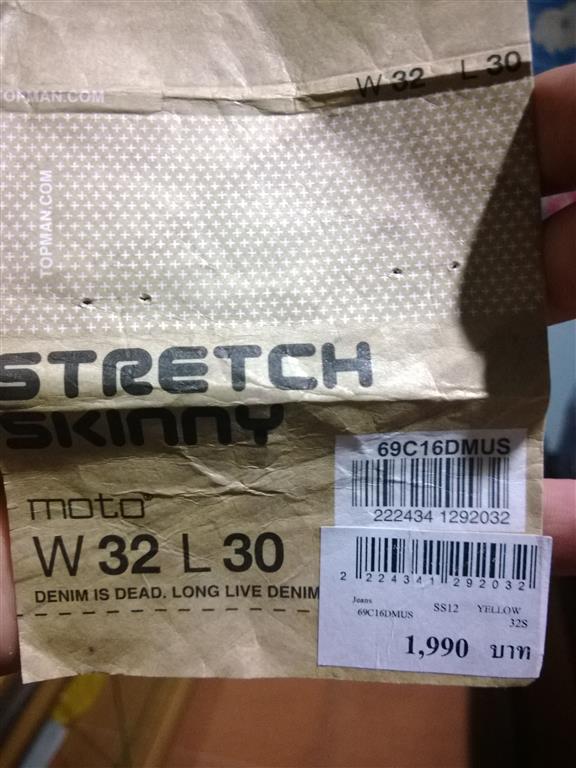 W 32 L 30
TOPMAN.COM
TOPMAN.COM
STRETCH
SKINNY
69C16DMUS
222434 1292032
moto®
W 32 L 30
DENIM IS DEAD. LONG LIVE DENIM
2 224341 292032
Jeans
69C16DMUS SS12 YELLOW
32S
1,990 บาท